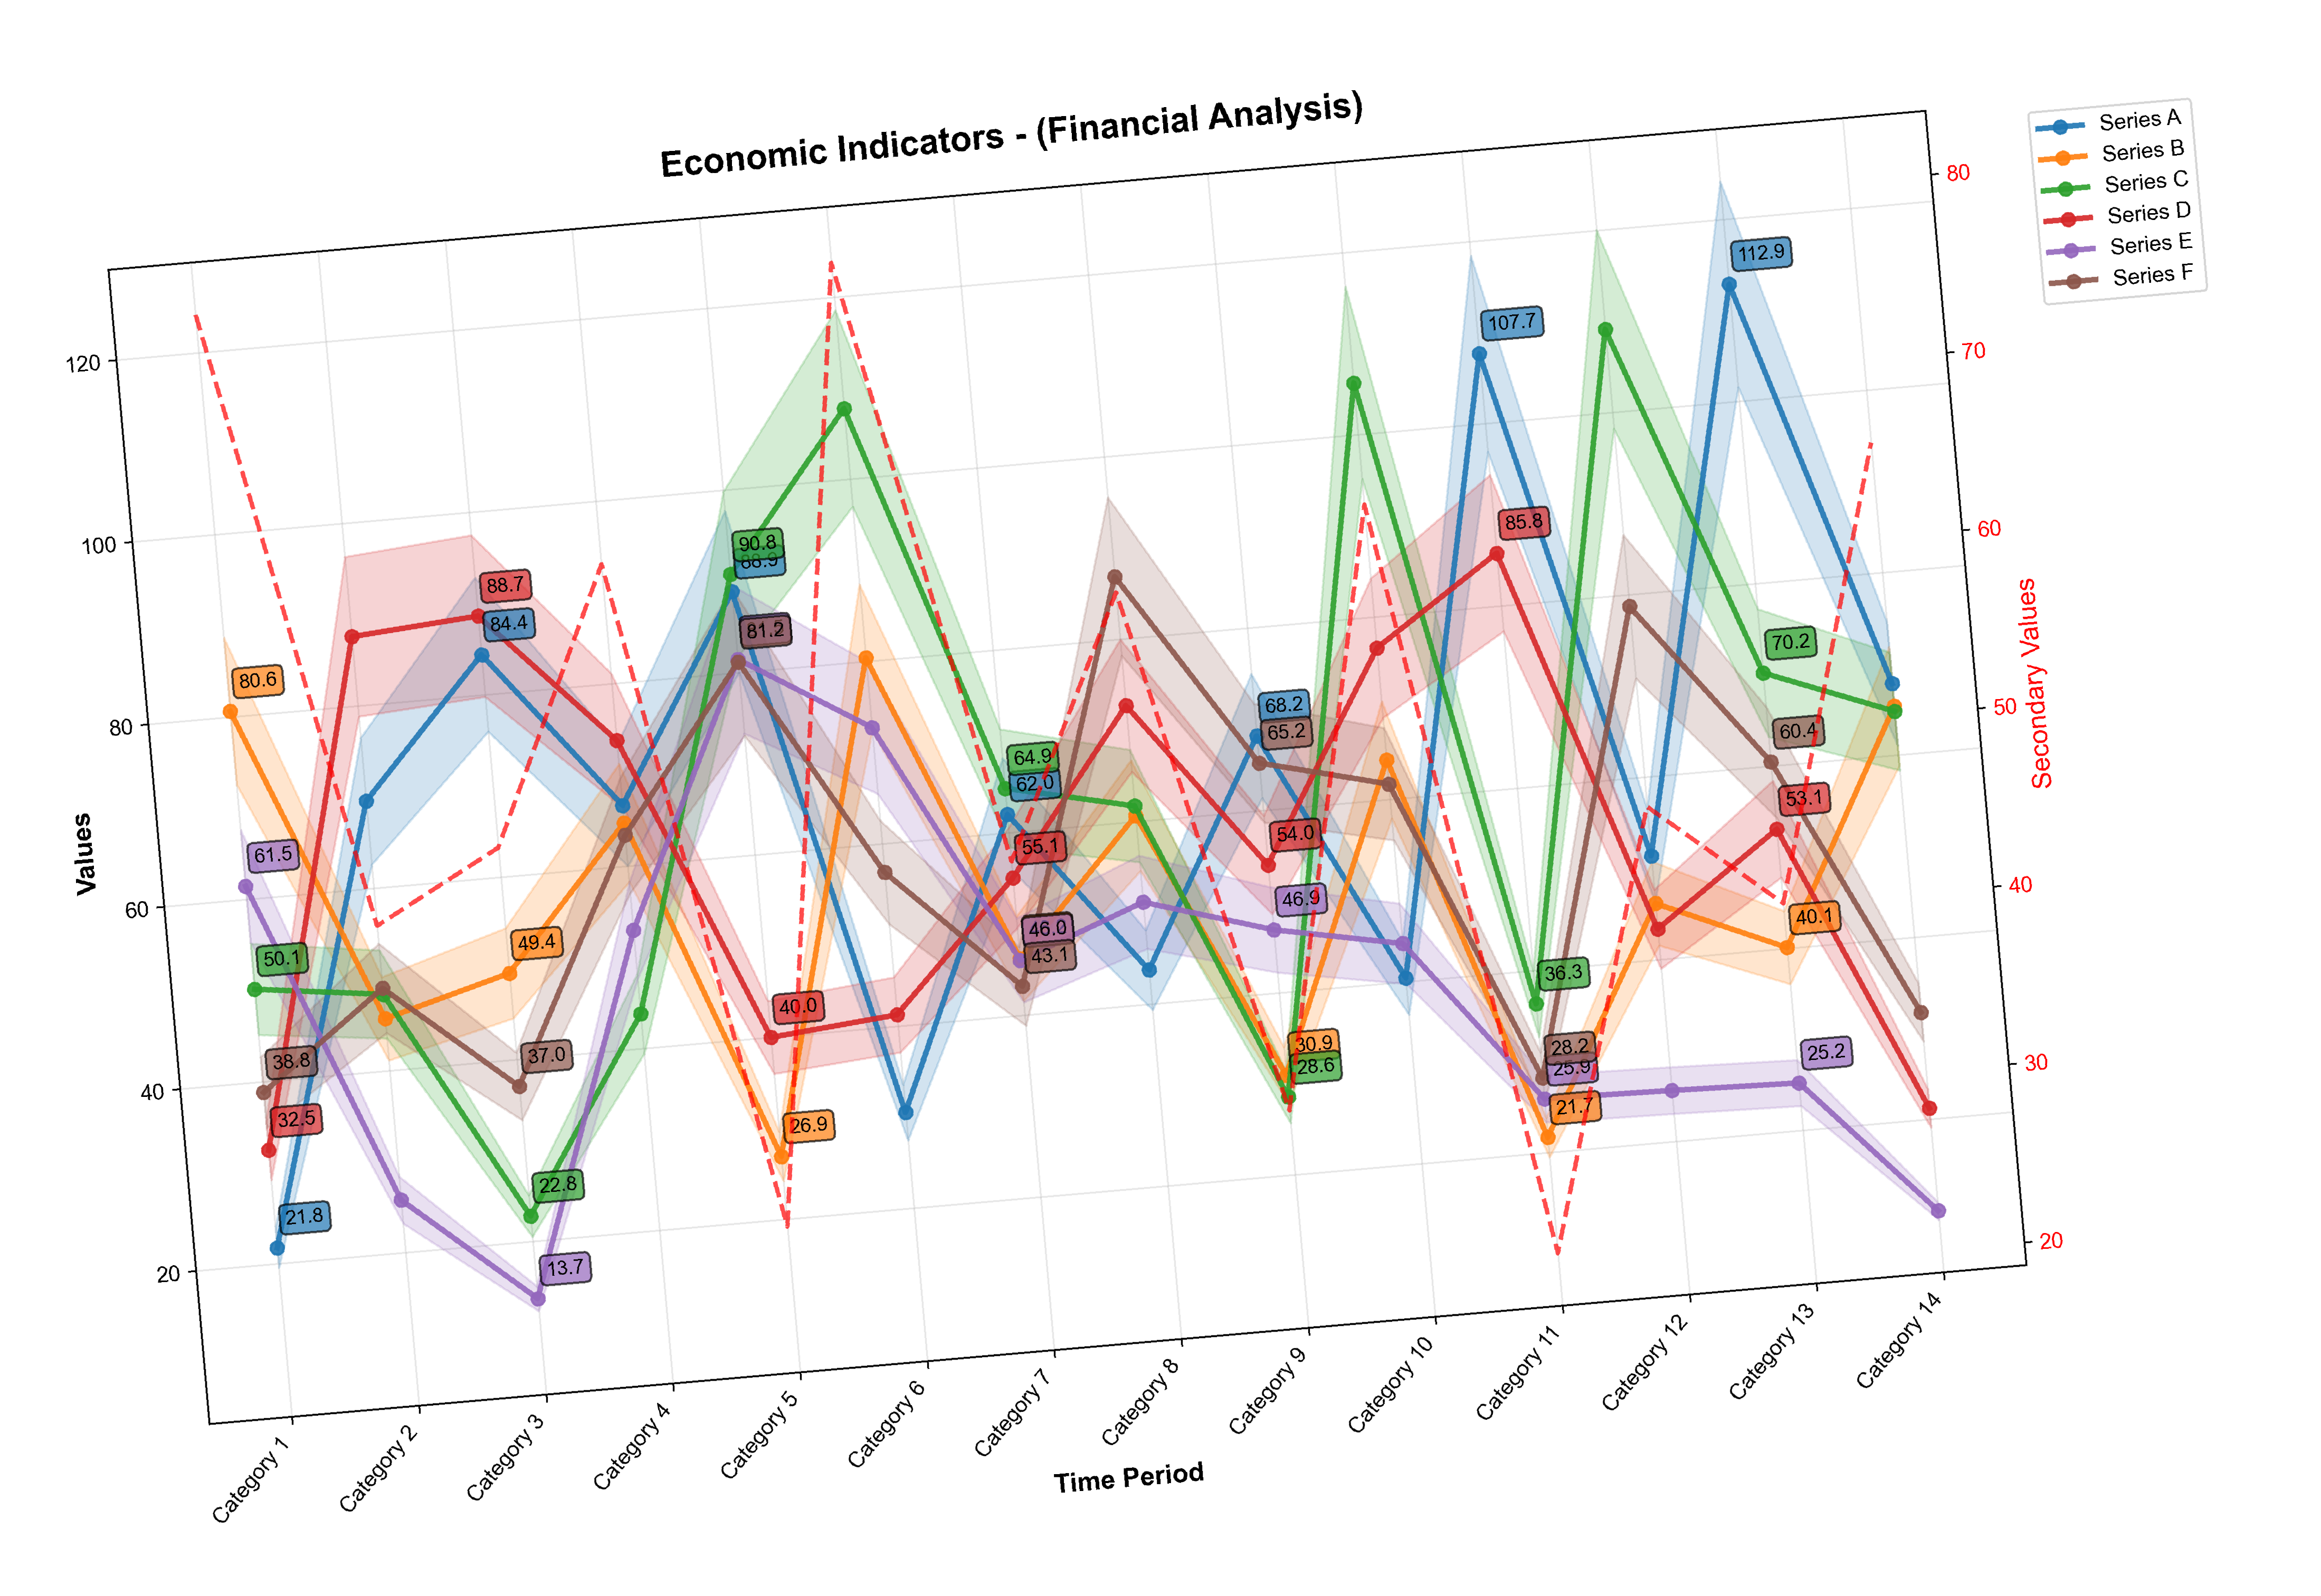 Economic Indicators - (Financial Analysis)
Series A
Series B
Series C
Series D
Series E
Series F
Values
120
100
80
60
40
20
Secondary Values
80
70
60
50
40
30
20
80.6
61.5
50.1
38.8
32.5
21.8
88.7
84.4
49.4
37.0
22.8
13.7
90.8
88.9
81.2
40.0
26.9
64.9
62.0
55.1
46.0
43.1
68.2
65.2
54.0
46.9
30.9
28.6
107.7
85.8
36.3
28.2
25.9
21.7
112.9
70.2
60.4
53.1
40.1
25.2
Category 1
Category 2
Category 3
Category 4
Category 5
Category 6
Category 7
Category 8
Category 9
Category 10
Category 11
Category 12
Category 13
Category 14
Time Period